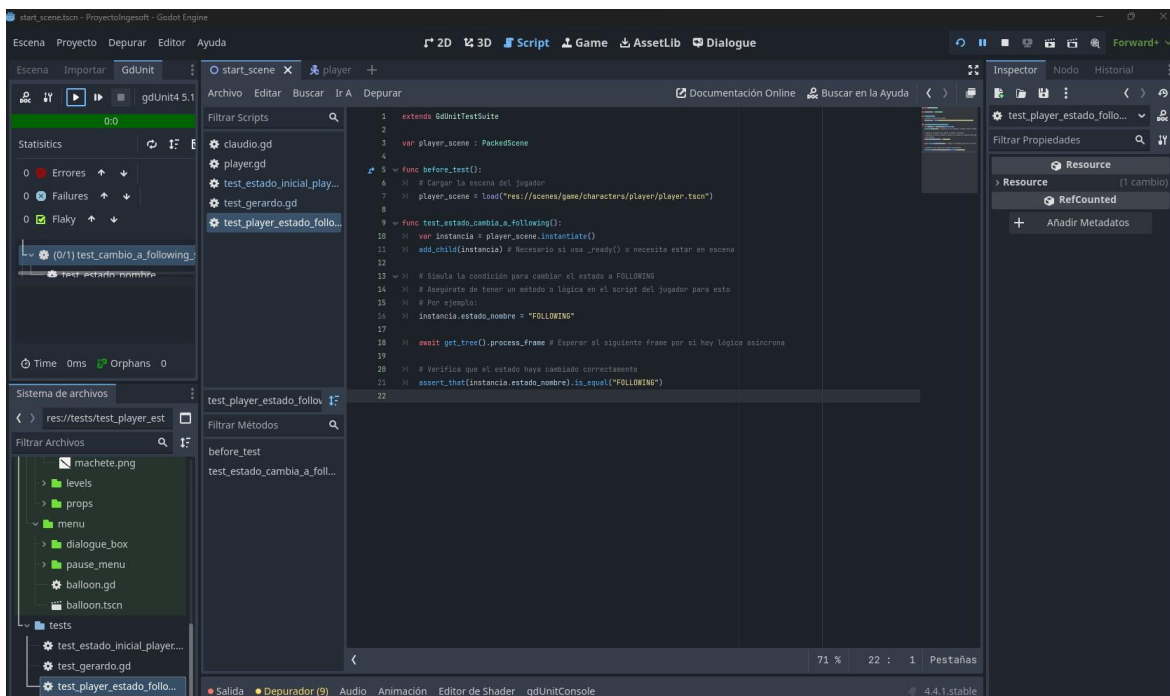 start_scene.tscn - ProyectoIngesoft - Godot Engine
Escena Proyecto Depurar Editor Ayuda
2D 3D Script Game AssetLib Dialogue
Forward+
Escena Importar GdUnit
gdUnit4 5.1
0:0
Statisitics
0 Errores
0 Failures
0 Flaky
(0/1) test_cambio_a_following_
test_estado_nombre
Time 0ms Orphans 0
Sistema de archivos
res://tests/test_player_est
Filtrar Archivos
machete.png
levels
props
menu
dialogue_box
pause_menu
balloon.gd
balloon.tscn
tests
test_estado_inicial_player....
test_gerardo.gd
test_player_estado_follo...
start_scene player
Archivo Editar Buscar Ir A Depurar
Documentación Online Buscar en la Ayuda
Filtrar Scripts
claudio.gd
player.gd
test_estado_inicial_play...
test_gerardo.gd
test_player_estado_follo...
test_player_estado_follov
Filtrar Métodos
before_test
test_estado_cambia_a_foll...
1 extends GdUnitTestSuite
2
3 var player_scene : PackedScene
4
5 func before_test():
6 # Cargar la escena del jugador
7 player_scene = load("res://scenes/game/characters/player/player.tscn")
8
9 func test_estado_cambia_a_following():
10 var instancia = player_scene.instantiate()
11 add_child(instancia) # Necesario si usa _ready() o necesita estar en escena
12
13 # Simula la condición para cambiar el estado a FOLLOWING
14 # Asegúrate de tener un método o lógica en el script del jugador para esto
15 # Por ejemplo:
16 instancia.estado_nombre = "FOLLOWING"
17
18 await get_tree().process_frame # Esperar al siguiente frame por si hay lógica asíncrona
19
20 # Verifica que el estado haya cambiado correctamente
21 assert_that(instancia.estado_nombre).is_equal("FOLLOWING")
22
71 % 22 : 1 Pestañas
Salida Depurador (9) Audio Animación Editor de Shader gdUnitConsole
4.4.1.stable
Inspector Nodo Historial
test_player_estado_follo...
Filtrar Propiedades
Resource
Resource (1 cambio)
RefCounted
Añadir Metadatos